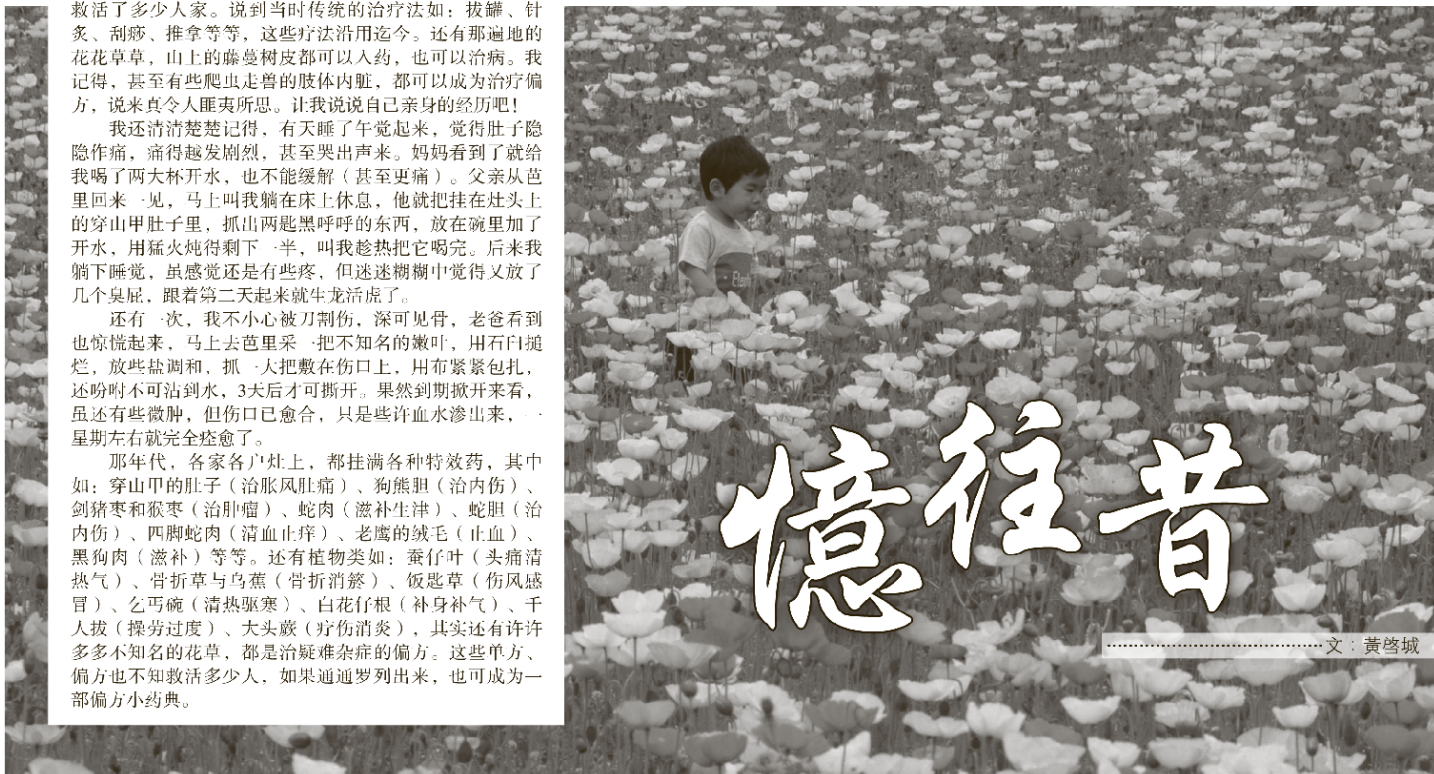 救活了多少人家。说到当时传统的治疗法如：拔罐、针
炙、刮痧、推拿等等，这些疗法沿用迄今。还有那遍地的
花花草草，山上的藤蔓树皮都可以入药，也可以治病。我
记得，甚至有些爬虫走兽的肢体内脏，都可以成为治疗偏
方，说来真令人匪夷所思。让我说说自己亲身的经历吧！
我还清清楚楚记得，有天睡了午觉起来，觉得肚子隐
隐作痛，痛得越发剧烈，甚至哭出声来。妈妈看到了就给
我喝了两大杯开水，也不能缓解（甚至更痛）。父亲从芭
里回来一见，马上叫我躺在床上休息，他就把挂在灶头上
的穿山甲肚子里，抓出两匙黑呼呼的东西，放在碗里加了
开水，用猛火炖得剩下一半，叫我趁热把它喝完。后来我
躺下睡觉，虽感觉还是有些疼，但迷迷糊糊中觉得又放了
几个臭屁，跟着第二天起来就生龙活虎了。
还有一次，我不小心被刀割伤，深可见骨，老爸看到
也惊慌起来，马上去芭里采一把不知名的嫩叶，用石臼搥
烂，放些盐调和，抓一大把敷在伤口上，用布紧紧包扎，
还吩咐不可沾到水，3天后才可撕开。果然到期掀开来看，
虽还有些微肿，但伤口已愈合，只是些许血水渗出来，一
星期左右就完全痊愈了。
那年代，各家各户灶上，都挂满各种特效药，其中
如：穿山甲的肚子（治胀风肚痛）、狗熊胆（治内伤）、
剑猪枣和猴枣（治肿瘤）、蛇肉（滋补生津）、蛇胆（治
内伤）、四脚蛇肉（清血止痒）、老鹰的绒毛（止血）、
黑狗肉（滋补）等等。还有植物类如：蚕仔叶（头痛清
热气）、骨折草与乌蕉（骨折消瘀）、饭匙草（伤风感
冒）、乞丐碗（清热驱寒）、白花仔根（补身补气）、千
人拔（操劳过度）、大头蕨（疗伤消炎），其实还有许许
多多不知名的花草，都是治疑难杂症的偏方。这些单方、
偏方也不知救活多少人，如果通通罗列出来，也可成为一
部偏方小药典。
憶往昔
文：黃啓城